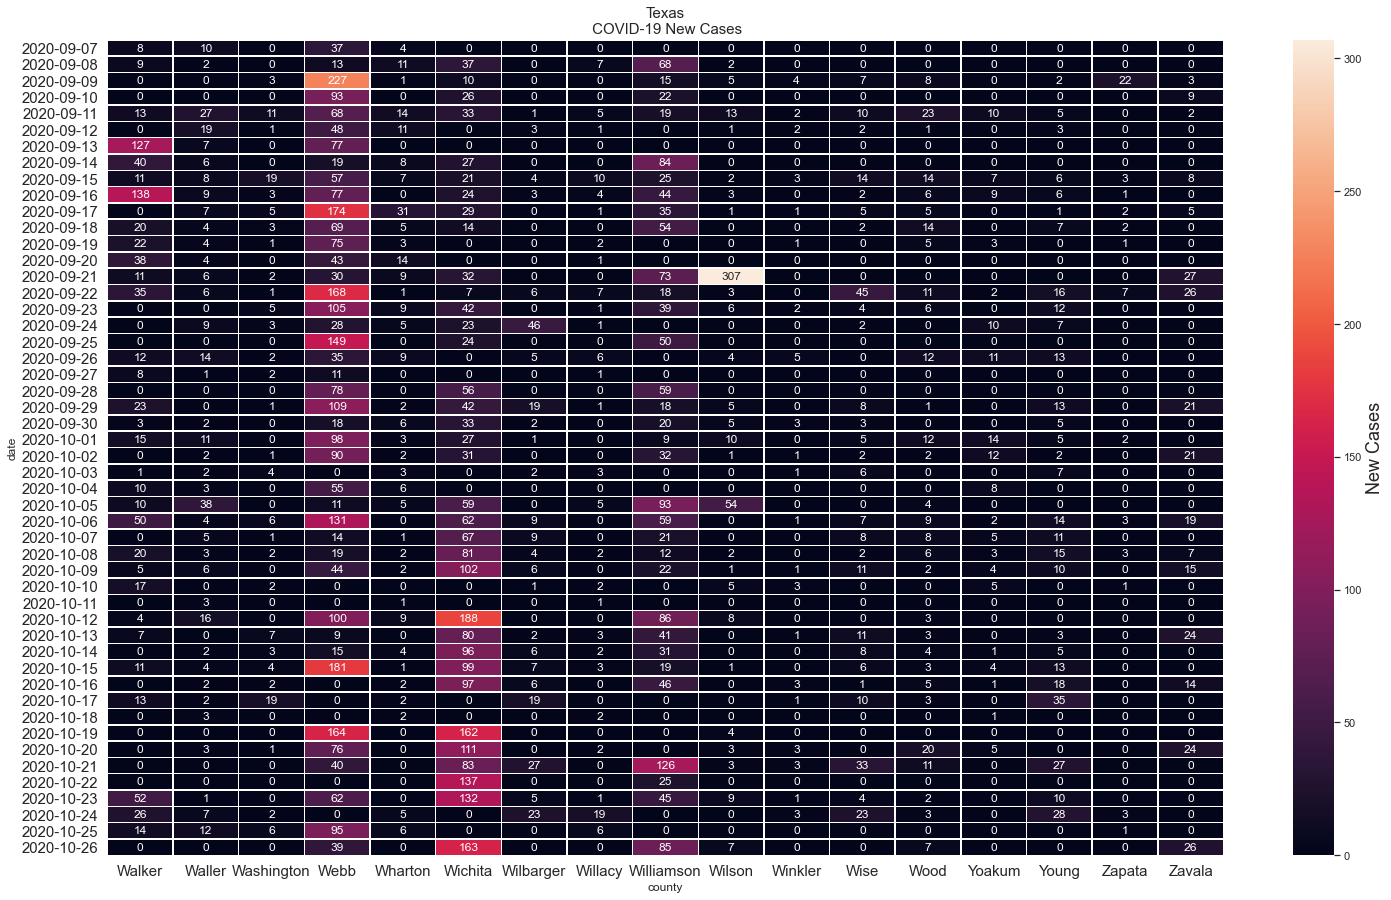 Texas
COVID-19 New Cases
2020-09-07 8 10 0 37 4 0 0 0 0 0 0 0 0 0 0 0 0
2020-09-08 9 2 0 13 11 37 0 7 68 2 0 0 0 0 0 0 0
2020-09-09 0 0 3 227 1 10 0 0 15 5 4 7 8 0 2 22 3
2020-09-10 0 0 0 93 0 26 0 0 22 0 0 0 0 0 0 0 9
2020-09-11 13 27 11 68 14 33 1 5 19 13 2 10 23 10 5 0 2
2020-09-12 0 19 1 48 11 0 3 1 0 1 2 2 1 0 3 0 0
2020-09-13 127 7 0 77 0 0 0 0 0 0 0 0 0 0 0 0 0
2020-09-14 40 6 0 19 8 27 0 0 84 0 0 0 0 0 0 0 0
2020-09-15 11 8 19 57 7 21 4 10 25 2 3 14 14 7 6 3 8
2020-09-16 138 9 3 77 0 24 3 4 44 3 0 2 6 9 6 1 0
2020-09-17 0 7 5 174 31 29 0 1 35 1 1 5 5 0 1 2 5
2020-09-18 20 4 3 69 5 14 0 0 54 0 0 2 14 0 7 2 0
2020-09-19 22 4 1 75 3 0 0 2 0 0 1 0 5 3 0 1 0
2020-09-20 38 4 0 43 14 0 0 1 0 0 0 0 0 0 0 0 0
2020-09-21 11 6 2 30 9 32 0 0 73 307 0 0 0 0 0 0 27
2020-09-22 35 6 1 168 1 7 6 7 18 3 0 45 11 2 16 7 26
2020-09-23 0 0 5 105 9 42 0 1 39 6 2 4 6 0 12 0 0
2020-09-24 0 9 3 28 5 23 46 1 0 0 0 2 0 10 7 0 0
2020-09-25 0 0 0 149 0 24 0 0 50 0 0 0 0 0 0 0 0
2020-09-26 12 14 2 35 9 0 5 6 0 4 5 0 12 11 13 0 0
2020-09-27 8 1 2 11 0 0 0 1 0 0 0 0 0 0 0 0 0
2020-09-28 0 0 0 78 0 56 0 0 59 0 0 0 0 0 0 0 0
2020-09-29 23 0 1 109 2 42 19 1 18 5 0 8 1 0 13 0 21
2020-09-30 3 2 0 18 6 33 2 0 20 5 3 3 0 0 5 0 0
2020-10-01 15 11 0 98 3 27 1 0 9 10 0 5 12 14 5 2 0
2020-10-02 0 2 1 90 2 31 0 0 32 1 1 2 2 12 2 0 21
2020-10-03 1 2 4 0 3 0 2 3 0 0 1 6 0 0 7 0 0
2020-10-04 10 3 0 55 6 0 0 0 0 0 0 0 0 8 0 0 0
2020-10-05 10 38 0 11 5 59 0 5 93 54 0 0 4 0 0 0 0
2020-10-06 50 4 6 131 0 62 9 0 59 0 1 7 9 2 14 3 19
2020-10-07 0 5 1 14 1 67 9 0 21 0 0 8 8 5 11 0 0
2020-10-08 20 3 2 19 2 81 4 2 12 2 0 2 6 3 15 3 7
2020-10-09 5 6 0 44 2 102 6 0 22 1 1 11 2 4 10 0 15
2020-10-10 17 0 2 0 0 0 1 2 0 5 3 0 0 5 0 1 0
2020-10-11 0 3 0 0 1 0 0 1 0 0 0 0 0 0 0 0 0
2020-10-12 4 16 0 100 9 188 0 0 86 8 0 0 3 0 0 0 0
2020-10-13 7 0 7 9 0 80 2 3 41 0 1 11 3 0 3 0 24
2020-10-14 0 2 3 15 4 96 6 2 31 0 0 8 4 1 5 0 0
2020-10-15 11 4 4 181 1 99 7 3 19 1 0 6 3 4 13 0 0
2020-10-16 0 2 2 0 2 97 6 0 46 0 3 1 5 1 18 0 14
2020-10-17 13 2 19 0 2 0 19 0 0 0 1 10 3 0 35 0 0
2020-10-18 0 3 0 0 2 0 0 2 0 0 0 0 0 1 0 0 0
2020-10-19 0 0 0 164 0 162 0 0 0 4 0 0 0 0 0 0 0
2020-10-20 0 3 1 76 0 111 0 2 0 3 3 0 20 5 0 0 24
2020-10-21 0 0 0 40 0 83 27 0 126 3 3 33 11 0 27 0 0
2020-10-22 0 0 0 0 0 137 0 0 25 0 0 0 0 0 0 0 0
2020-10-23 52 1 0 62 0 132 5 1 45 9 1 4 2 0 10 0 0
2020-10-24 26 7 2 0 5 0 23 19 0 0 3 23 3 0 28 3 0
2020-10-25 14 12 6 95 6 0 0 6 0 0 0 0 0 0 0 1 0
2020-10-26 0 0 0 39 0 163 0 0 85 7 0 0 7 0 0 0 26
Walker Waller Washington Webb Wharton Wichita Wilbarger Willacy Williamson Wilson Winkler Wise Wood Yoakum Young Zapata Zavala
county
date
300
250
200
150
100
50
0
New Cases